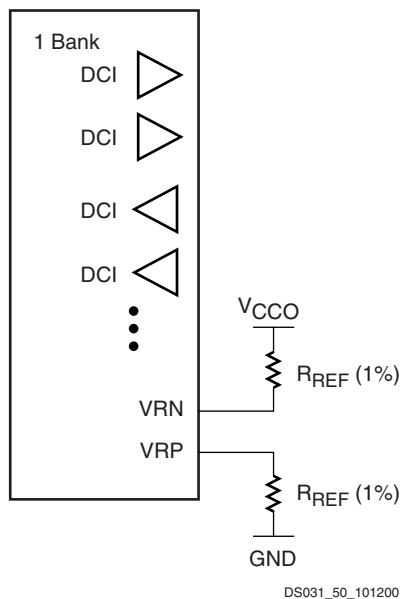 1 Bank
DCI
DCI
DCI
DCI
VCCO
RREF (1%)
VRN
VRP
RREF (1%)
GND
DS031_50_101200